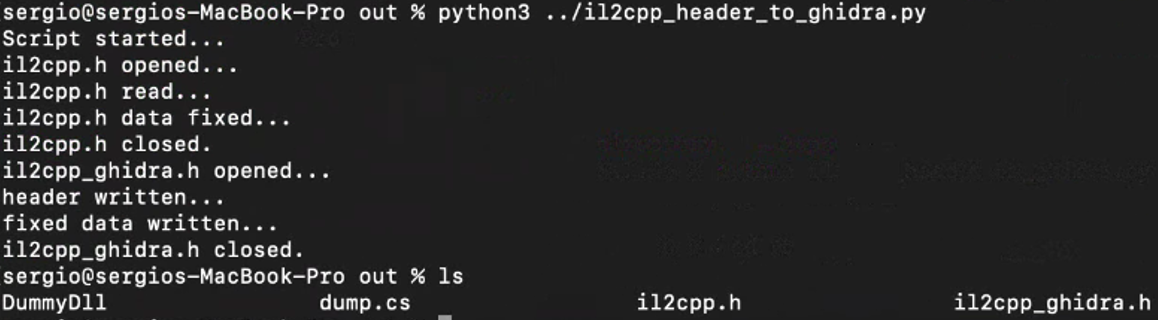 sergio@sergios-MacBook-Pro out % python3 ../il2cpp_header_to_ghidra.py
Script started...
il2cpp.h opened...
il2cpp.h read...
il2cpp.h data fixed...
il2cpp.h closed.
il2cpp_ghidra.h opened...
header written...
fixed data written...
il2cpp_ghidra.h closed.
sergio@sergios-MacBook-Pro out % ls
DummyDll dump.cs il2cpp.h il2cpp_ghidra.h